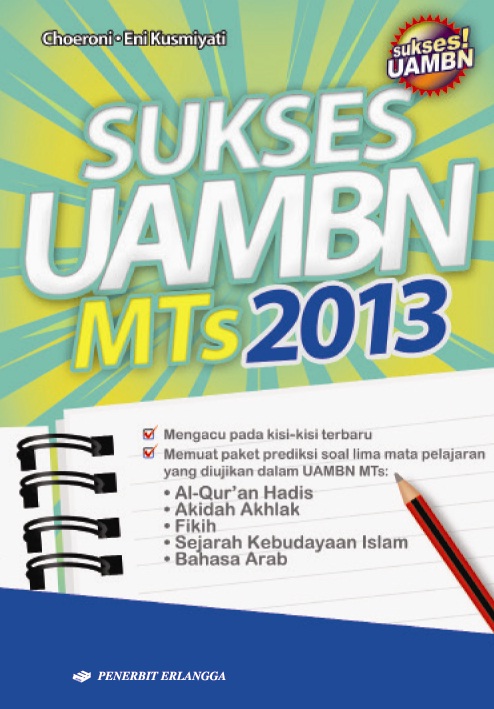 Choeroni • Eni Kusmiyati
sukses!
UAMBN
SUKSES
UAMBN
MTs 2013
Mengacu pada kisi-kisi terbaru
Memuat paket prediksi soal lima mata pelajaran
yang diujikan dalam UAMBN MTs:
• Al-Qur'an Hadis
• Akidah Akhlak
• Fikih
• Sejarah Kebudayaan Islam
• Bahasa Arab
PENERBIT ERLANGGA